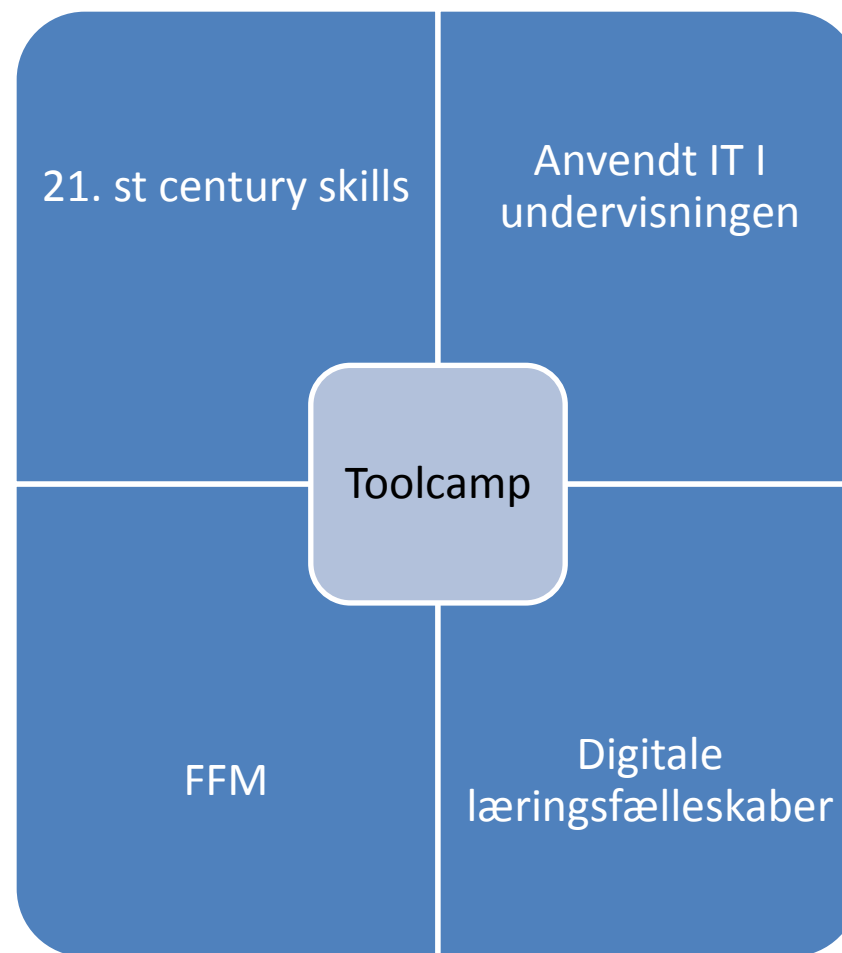 21. st century skills
Anvendt IT I
undervisningen
Toolcamp
FFM
Digitale
læringsfælleskaber